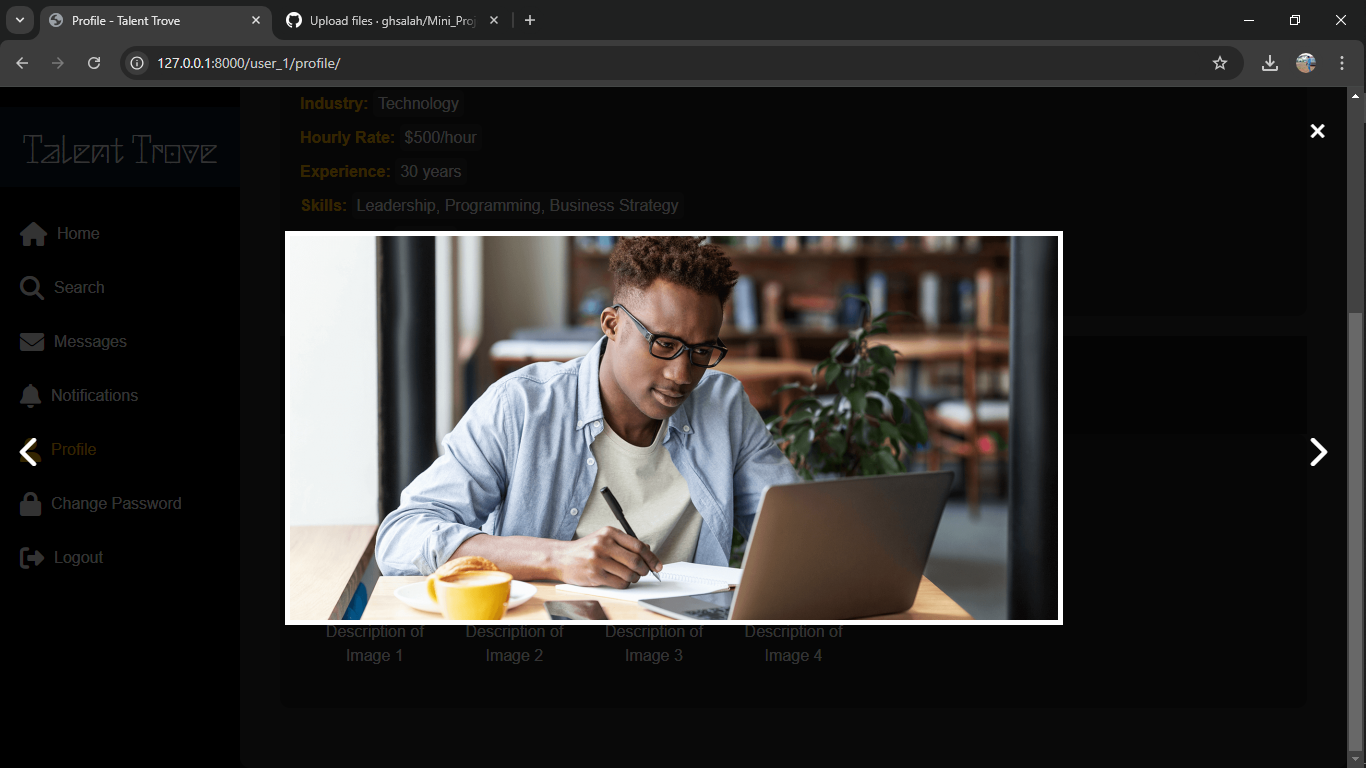 Profile - Talent Trove
Upload files · ghsalah/Mini_Proj
127.0.0.1:8000/user_1/profile/
Talent Trove
Home
Search
Messages
Notifications
Profile
Change Password
Logout
Industry: Technology
Hourly Rate: $500/hour
Experience: 30 years
Skills: Leadership, Programming, Business Strategy
Description of Image 1
Description of Image 2
Description of Image 3
Description of Image 4